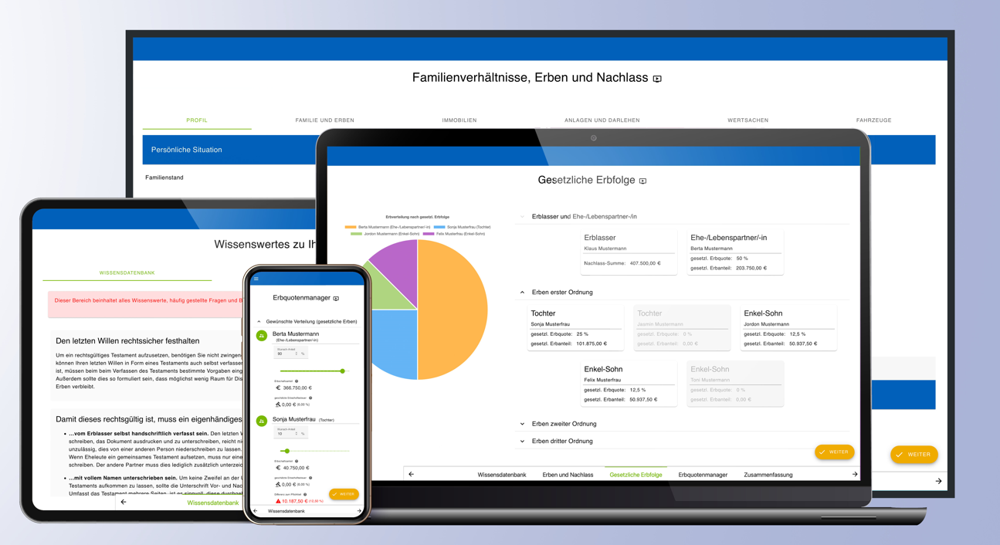 Familienverhältnisse, Erben und Nachlass
PROFIL
FAMILIE UND ERBEN
IMMOBILIEN
ANLAGEN UND DARLEHEN
WERTSACHEN
FAHRZEUGE
Persönliche Situation
Familienstand
WEITER
Gesetzliche Erbfolge
Erbverteilung nach gesetzl. Erbfolge
Berta Mustermann (Ehe-/Lebenspartner/-in)
Sonja Musterfrau (Tochter)
Jordon Mustermann (Enkel-Sohn)
Felix Musterfrau (Enkel-Sohn)
Erblasser und Ehe-/Lebenspartner/-in
Erblasser
Klaus Mustermann
Nachlass-Summe: 407.500,00 €
Ehe-/Lebenspartner/-in
Berta Mustermann
gesetzl. Erbquote: 50 %
gesetzl. Erbanteil: 203.750,00 €
Erben erster Ordnung
Tochter
Sonja Musterfrau
gesetzl. Erbquote: 25 %
gesetzl. Erbanteil: 101.875,00 €
Tochter
Jasmin Mustermann
gesetzl. Erbquote: 0 %
gesetzl. Erbanteil: 0,00 €
Enkel-Sohn
Jordon Mustermann
gesetzl. Erbquote: 12,5 %
gesetzl. Erbanteil: 50.937,50 €
Enkel-Sohn
Felix Musterfrau
gesetzl. Erbquote: 12,5 %
gesetzl. Erbanteil: 50.937,50 €
Enkel-Sohn
Toni Mustermann
gesetzl. Erbquote: 0 %
gesetzl. Erbanteil: 0,00 €
Erben zweiter Ordnung
Erben dritter Ordnung
WEITER
Wissensdatenbank
Erben und Nachlass
Gesetzliche Erbfolge
Erbquotenmanager
Zusammenfassung
Wissenswertes zu Ih
WISSENSDATENBANK
Dieser Bereich beinhaltet alles Wissenswerte, häufig gestellte Fragen und B
Den letzten Willen rechtssicher festhalten
Um ein rechtsgültiges Testament aufzusetzen, benötigen Sie nicht zwingen
können Ihren letzten Willen in Form eines Testaments auch selbst verfassen
ist, müssen beim beim Verfassen des Testaments bestimmte Vorgaben eing
Außerdem sollte dies so formuliert sein, dass möglichst wenig Raum für Dis
Erben verbleibt.
Damit dieses rechtsgültig ist, muss ein eigenhändiges
• ...vom Erblasser selbst handschriftlich verfasst sein. Den letzten W
schreiben, das Dokument ausdrucken und zu unterschreiben, reicht ni
unzulässig, dies von einer anderen Person niederschreiben zu lassen.
Wenn Eheleute ein gemeinsames Testament aufsetzen, muss nur eine
schreiben. Der andere Partner muss dies lediglich zusätzlich unterzeic
• ...mit vollem Namen unterschrieben sein. Um keine Zweifel an der U
Testaments aufkommen zu lassen, sollte die Unterschrift Vor- und Nac
Umfasst das Testament mehrere Seiten, ist es sinnvoll, diese durchge
Wissensdatenbank
Erbquotenmanager
Gewünschte Verteilung (gesetzliche Erben)
Berta Mustermann
(Ehe-/Lebenspartner/-in)
Wunsch-Anteil
90 %
Erbanteil
€ 366.750,00 €
gesonderte Erbschaftssteuer
0,00 € (0,00 %)
Sonja Musterfrau (Tochter)
Wunsch-Anteil
10 %
€ 40.750,00 €
0,00 € (0,00 %)
Differenz zum Pflichtteil
10.187,50 € (12,50 %)
WEITER
Wissensdatenbank